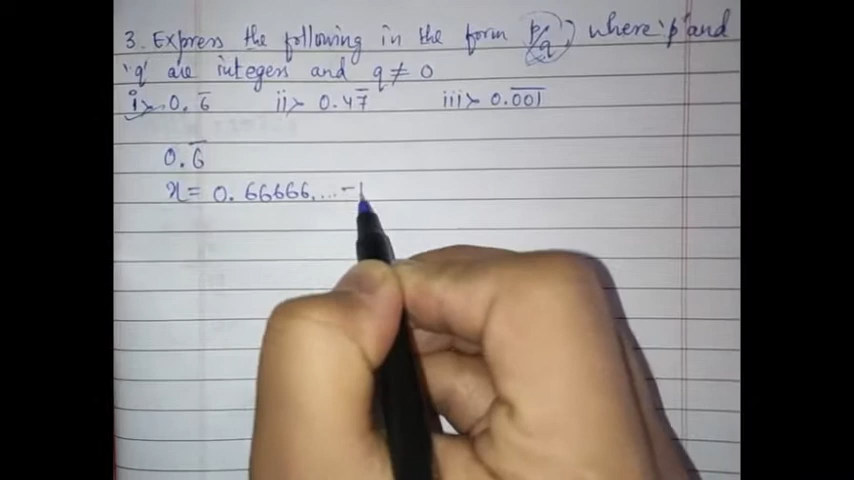 3. Express the following in the form p/q, where 'p' and
'q' are integers and q ≠ 0
i> 0.6̅ ii> 0.47̅ iii> 0.0̅0̅1̅
0.6̅
x = 0.66666.... -1